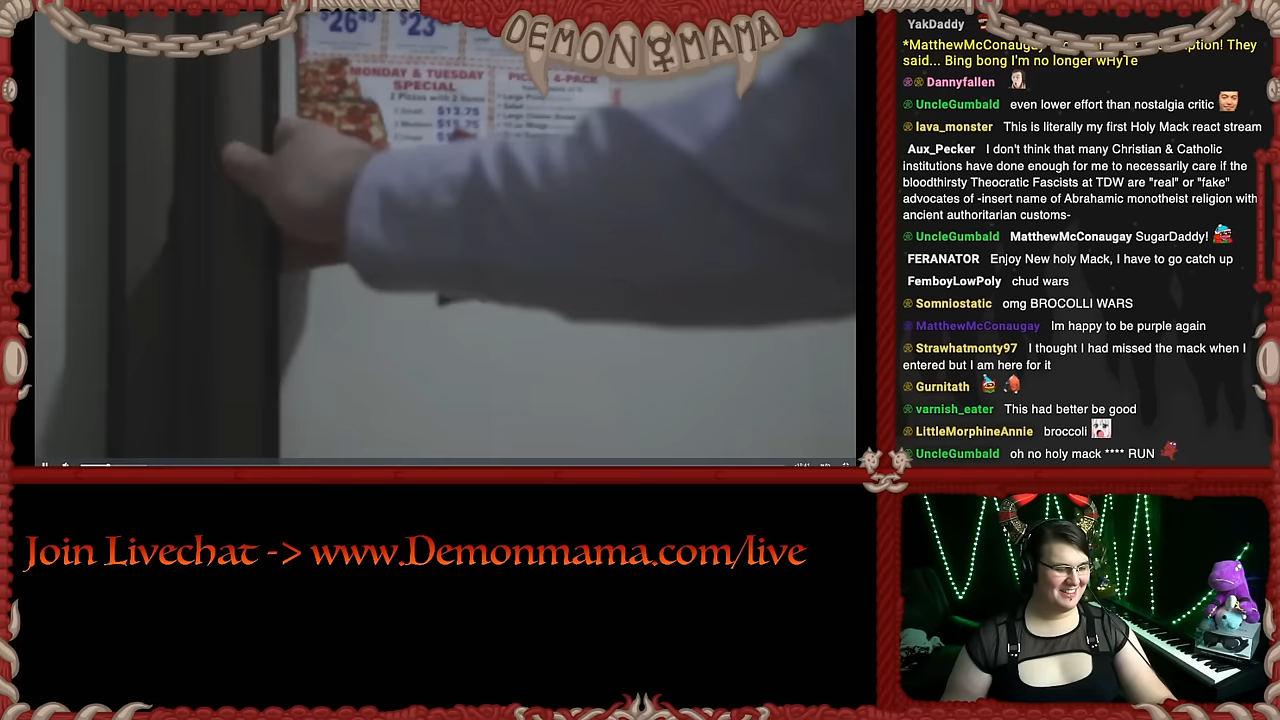 $26.49
$23
DEMON MAMA
MONDAY & TUESDAY
SPECIAL
2 Pizzas with 2 Items
$13.75
YakDaddy
*MatthewMcConaugay
They
said... Bing bong I'm no longer wHyTe
Dannyfallen
UncleGumbald even lower effort than nostalgia critic
lava_monster This is literally my first Holy Mack react stream
Aux_Pecker I don't think that many Christian & Catholic
institutions have done enough for me to necessarily care if the
bloodthirsty Theocratic Fascists at TDW are "real" or "fake"
advocates of -insert name of Abrahamic monotheist religion with
ancient authoritarian customs-
UncleGumbald MatthewMcConaugay SugarDaddy!
FERANATOR Enjoy New holy Mack, I have to go catch up
FemboyLowPoly chud wars
Somniostatic omg BROCOLLI WARS
MatthewMcConaugay Im happy to be purple again
Strawhatmonty97 I thought I had missed the mack when I
entered but I am here for it
Gurnitath
varnish_eater This had better be good
LittleMorphineAnnie broccoli
UncleGumbald oh no holy mack **** RUN
Join Livechat -> www.Demonmama.com/live